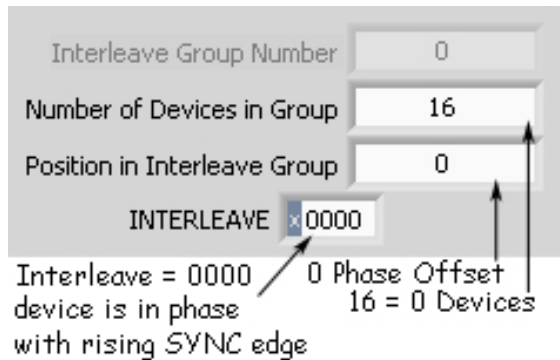 Interleave Group Number 0
Number of Devices in Group 16
Position in Interleave Group 0
INTERLEAVE x0000
Interleave = 0000 0 Phase Offset
device is in phase 16 = 0 Devices
with rising SYNC edge